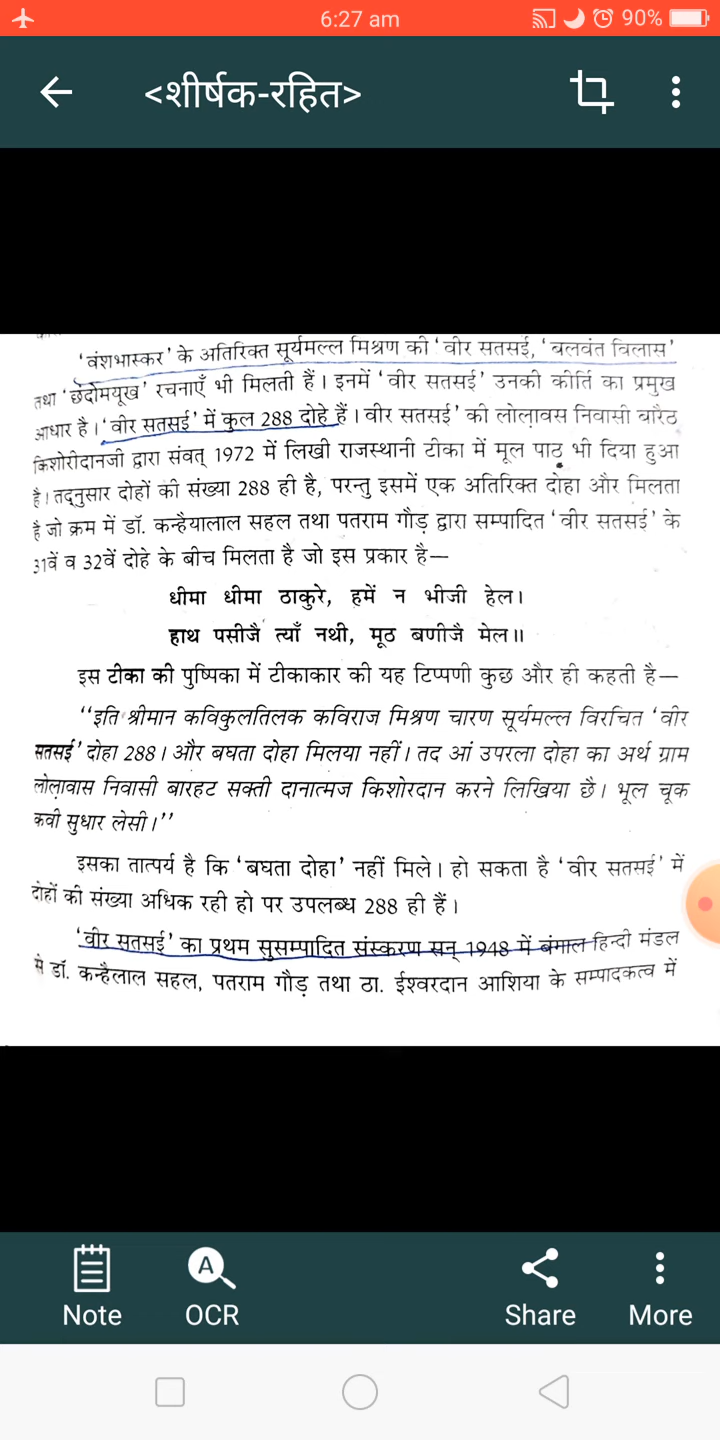 6:27 am
90%
<शीर्षक-रहित>
'वंशभास्कर' के अतिरिक्त सूर्यमल्ल मिश्रण की 'वीर सतसई, 'बलवंत विलास'
तथा 'छंदोमयूख' रचनाएँ भी मिलती हैं। इनमें 'वीर सतसई' उनकी कीर्ति का प्रमुख
आधार है। 'वीर सतसई' में कुल 288 दोहे हैं। वीर सतसई' की लोलावस निवासी बारैठ
किशोरीदानजी द्वारा संवत् 1972 में लिखी राजस्थानी टीका में मूल पाठ भी दिया हुआ
है। तद्नुसार दोहों की संख्या 288 ही है, परन्तु इसमें एक अतिरिक्त दोहा और मिलता
है जो क्रम में डॉ. कन्हैयालाल सहल तथा पतराम गौड़ द्वारा सम्पादित 'वीर सतसई' के
31वें व 32वें दोहे के बीच मिलता है जो इस प्रकार है—
धीमा धीमा ठाकुरे, हमें न भीजी हेल।
हाथ पसीजै त्याँ नथी, मूठ बणीजै मेल॥
इस टीका की पुष्पिका में टीकाकार की यह टिप्पणी कुछ और ही कहती है—
''इति श्रीमान कविकुलतिलक कविराज मिश्रण चारण सूर्यमल्ल विरचित 'वीर
सतसई' दोहा 288। और बघता दोहा मिलया नहीं। तद आं उपरला दोहा का अर्थ ग्राम
लोलावास निवासी बारहट सक्ती दानात्मज किशोरदान करने लिखिया छै। भूल चूक
कवी सुधार लेसी।''
इसका तात्पर्य है कि 'बघता दोहा' नहीं मिले। हो सकता है 'वीर सतसई' में
दोहों की संख्या अधिक रही हो पर उपलब्ध 288 ही हैं।
'वीर सतसई' का प्रथम सुसम्पादित संस्करण सन् 1948 में बंगाल हिन्दी मंडल
से डॉ. कन्हैलाल सहल, पतराम गौड़ तथा ठा. ईश्वरदान आशिया के सम्पादकत्व में
A
Note
OCR
Share
More